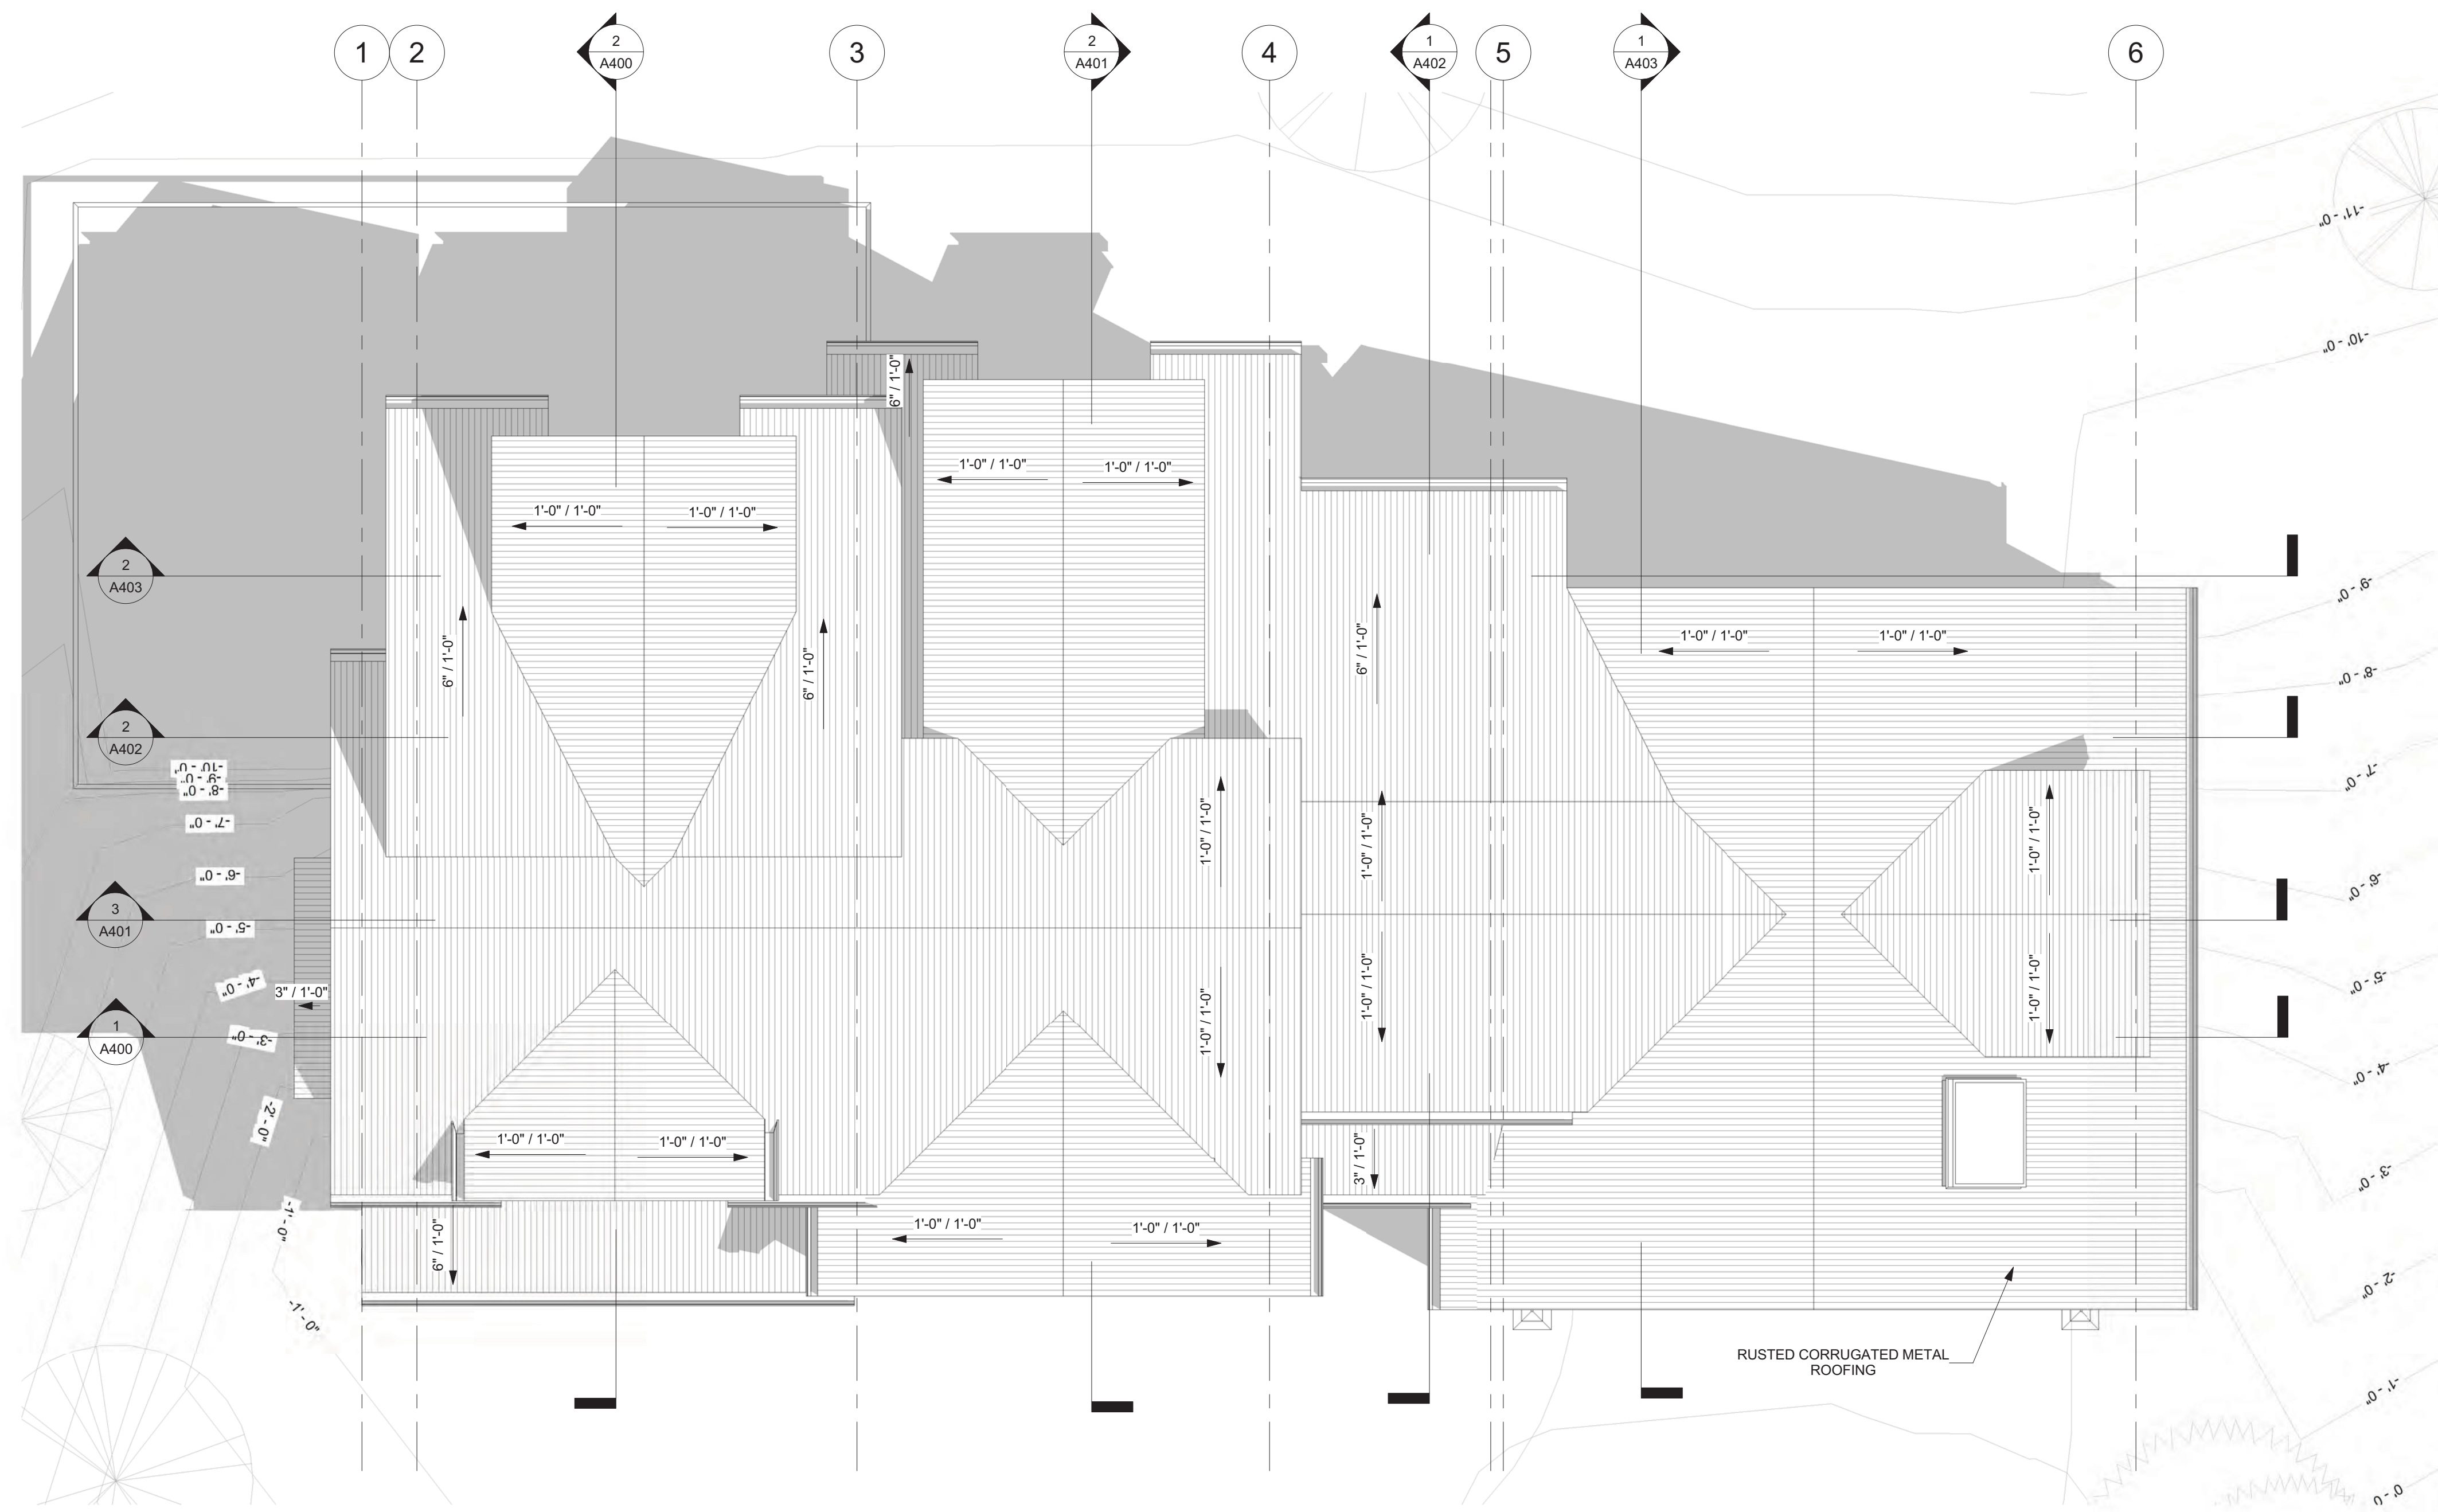 1
2
2
A400
3
2
A401
4
1
A402
5
1
A403
6
-11' - 0"
-10' - 0"
6" / 1'-0"
1'-0" / 1'-0"
1'-0" / 1'-0"
1'-0" / 1'-0"
1'-0" / 1'-0"
2
A403
-9' - 0"
6" / 1'-0"
6" / 1'-0"
6" / 1'-0"
1'-0" / 1'-0"
1'-0" / 1'-0"
-8' - 0"
2
A402
-10' - 0"
-9' - 0"
-8' - 0"
-7' - 0"
-7' - 0"
1'-0" / 1'-0"
1'-0" / 1'-0"
1'-0" / 1'-0"
-6' - 0"
-6' - 0"
3
A401
-5' - 0"
-5' - 0"
-4' - 0"
3" / 1'-0"
1'-0" / 1'-0"
1'-0" / 1'-0"
1'-0" / 1'-0"
1
A400
-3' - 0"
-4' - 0"
-2' - 0"
1'-0" / 1'-0"
1'-0" / 1'-0"
3" / 1'-0"
-3' - 0"
-1' - 0"
6" / 1'-0"
1'-0" / 1'-0"
1'-0" / 1'-0"
-2' - 0"
-1' - 0"
RUSTED CORRUGATED METAL
ROOFING
-1' - 0"
0' - 0